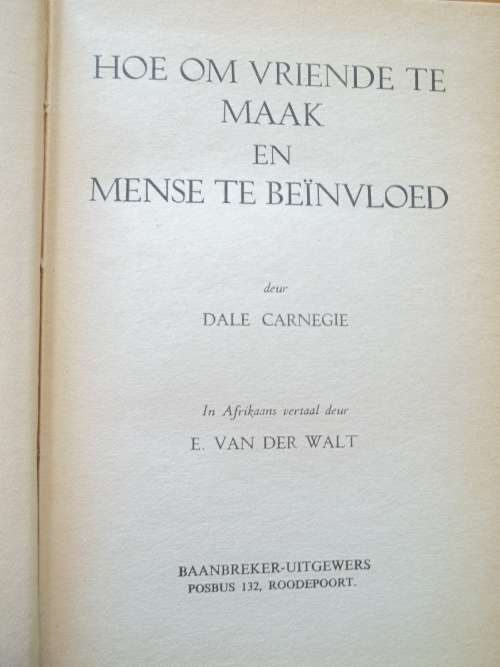 HOE OM VRIENDE TE
MAAK
EN
MENSE TE BEÏNVLOED
deur
DALE CARNEGIE
In Afrikaans vertaal deur
E. VAN DER WALT
BAANBREKER-UITGEWERS
POSBUS 132, ROODEPOORT.